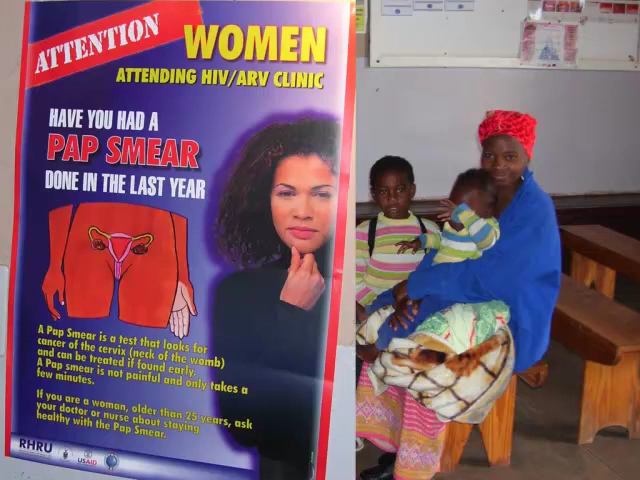 ATTENTION
WOMEN
ATTENDING HIV/ARV CLINIC
HAVE YOU HAD A
PAP SMEAR
DONE IN THE LAST YEAR
A Pap Smear is a test that looks for
cancer of the cervix (neck of the womb)
and can be treated if found early.
A Pap smear is not painful and only takes a
few minutes.
If you are a woman, older than 25 years, ask
your doctor or nurse about staying
healthy with the Pap Smear.
RHRU
USAID